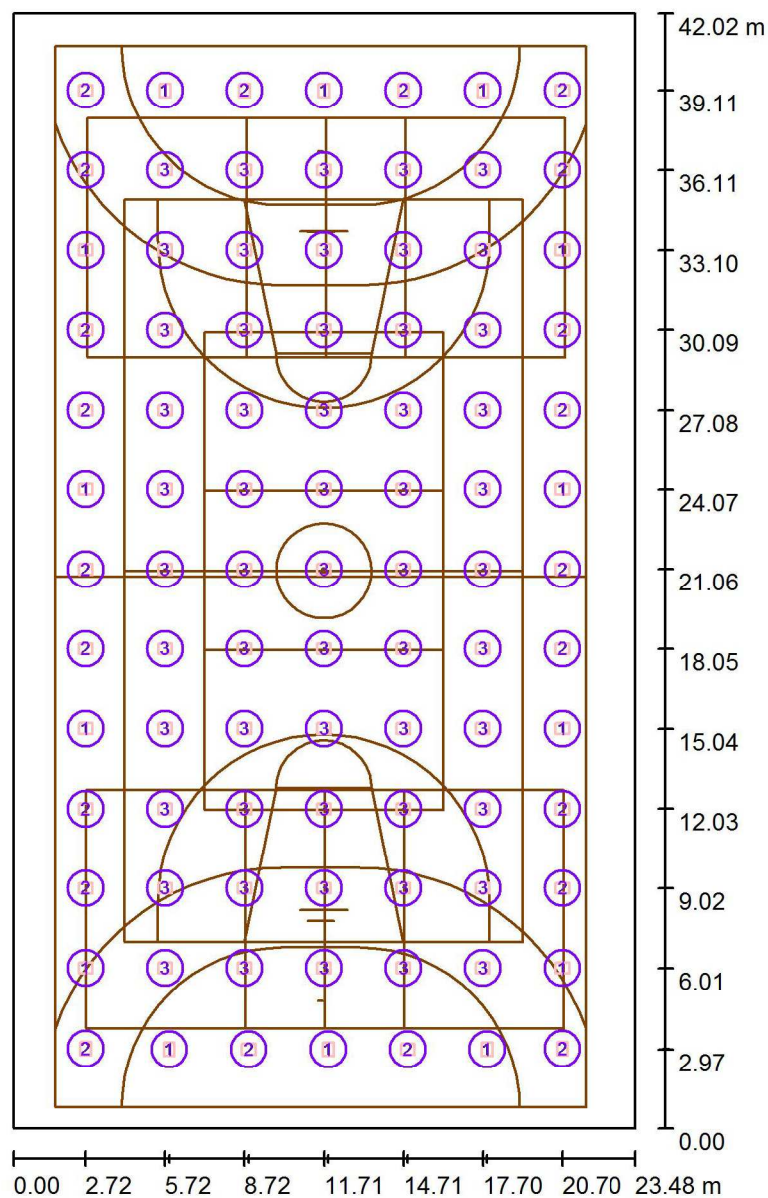 42.02 m
2 1 2 1 2 1 2 39.11
2 3 3 3 3 3 2 36.11
1 3 3 3 3 3 1 33.10
2 3 3 3 3 3 2 30.09
2 3 3 3 3 3 2 27.08
1 3 3 3 3 3 1 24.07
2 3 3 3 3 3 2 21.06
2 3 3 3 3 3 2 18.05
1 3 3 3 3 3 1 15.04
2 3 3 3 3 3 2 12.03
2 3 3 3 3 3 2 9.02
1 3 3 3 3 3 1 6.01
2 1 2 1 2 1 2 2.97
0.00
0.00 2.72 5.72 8.72 11.71 14.71 17.70 20.70 23.48 m